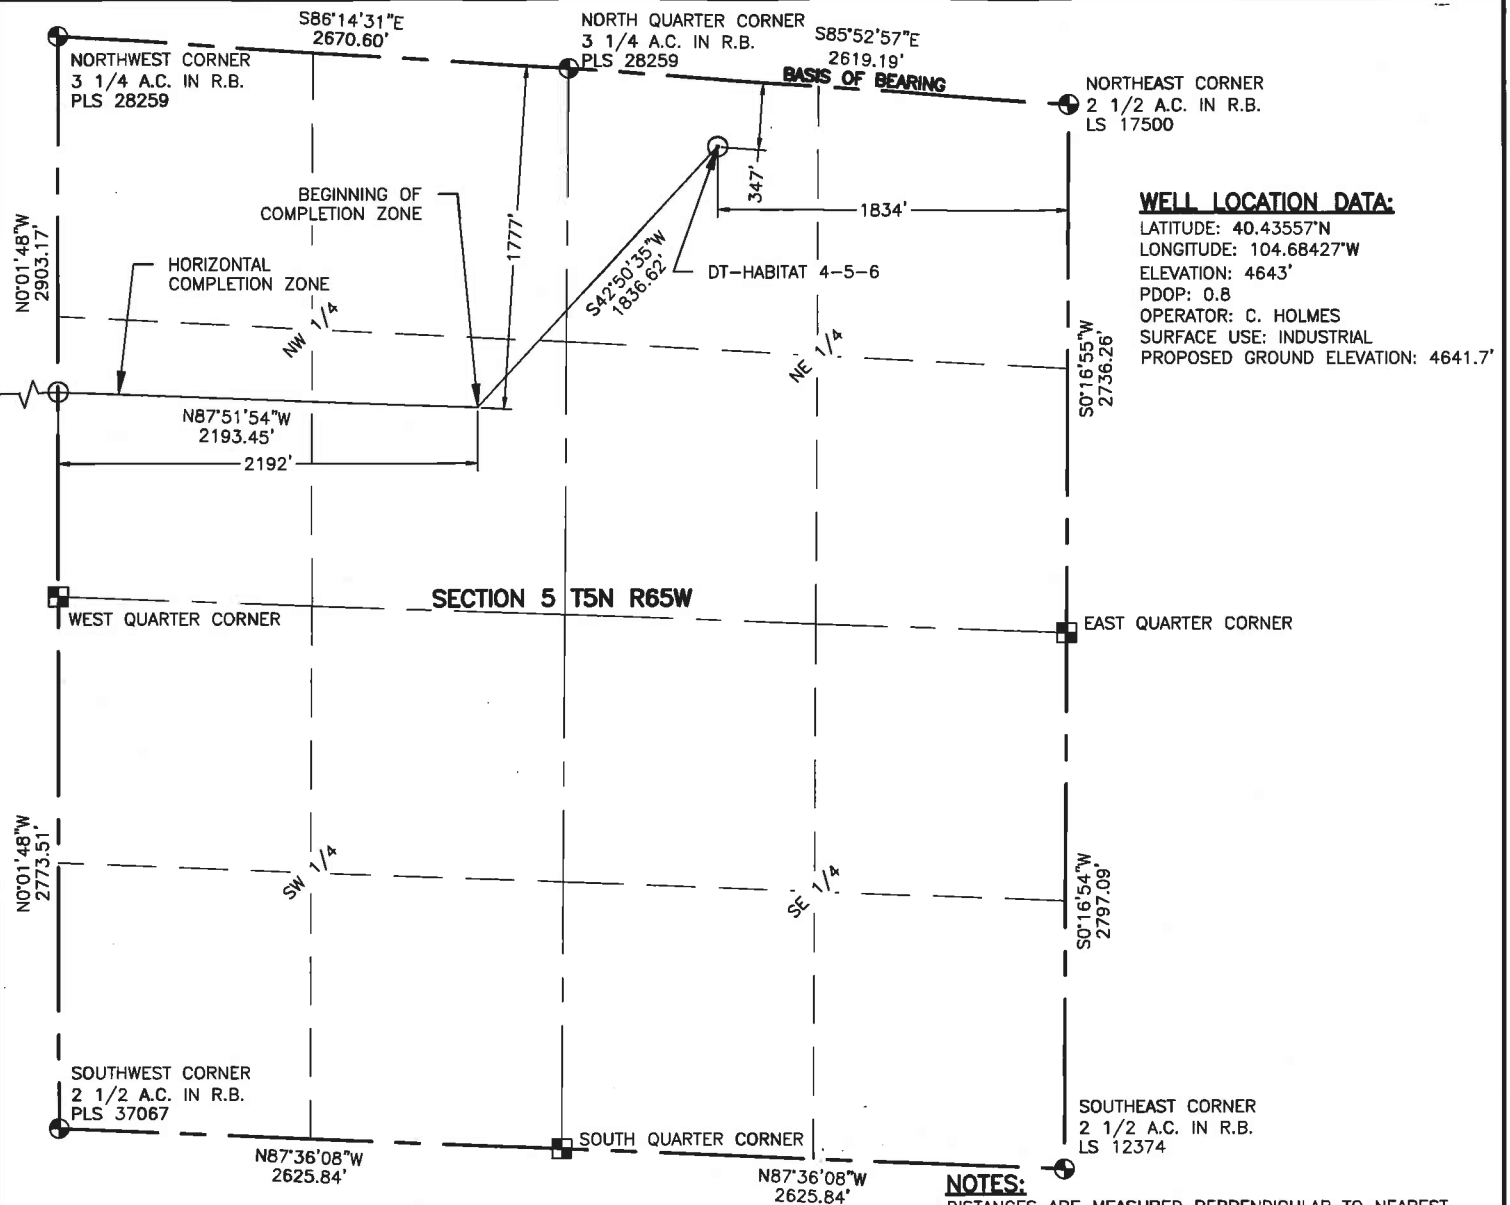 S86°14'31"E
2670.60'
NORTH QUARTER CORNER
3 1/4 A.C. IN R.B.
PLS 28259
S85°52'57"E
2619.19'
BASIS OF BEARING
NORTHWEST CORNER
3 1/4 A.C. IN R.B.
PLS 28259
NORTHEAST CORNER
2 1/2 A.C. IN R.B.
LS 17500
BEGINNING OF
COMPLETION ZONE
1777'
347'
1834'
WELL LOCATION DATA:
LATITUDE: 40.43557°N
LONGITUDE: 104.68427°W
ELEVATION: 4643'
PDOP: 0.8
OPERATOR: C. HOLMES
SURFACE USE: INDUSTRIAL
PROPOSED GROUND ELEVATION: 4641.7'
N0°01'48"W
2903.17'
HORIZONTAL
COMPLETION ZONE
S42°50'35"W
1836.62'
DT-HABITAT 4-5-6
NW 1/4
NE 1/4
S0°16'55"W
2736.26'
N87°51'54"W
2193.45'
2192'
SECTION 5 T5N R65W
WEST QUARTER CORNER
EAST QUARTER CORNER
N0°01'48"W
2773.51'
SW 1/4
SE 1/4
S0°16'54"W
2797.09'
SOUTHWEST CORNER
2 1/2 A.C. IN R.B.
PLS 37067
SOUTHEAST CORNER
2 1/2 A.C. IN R.B.
LS 12374
SOUTH QUARTER CORNER
N87°36'08"W
2625.84'
N87°36'08"W
2625.84'
NOTES:
DISTANCES ARE MEASURED PERPENDICULAR TO NEAREST